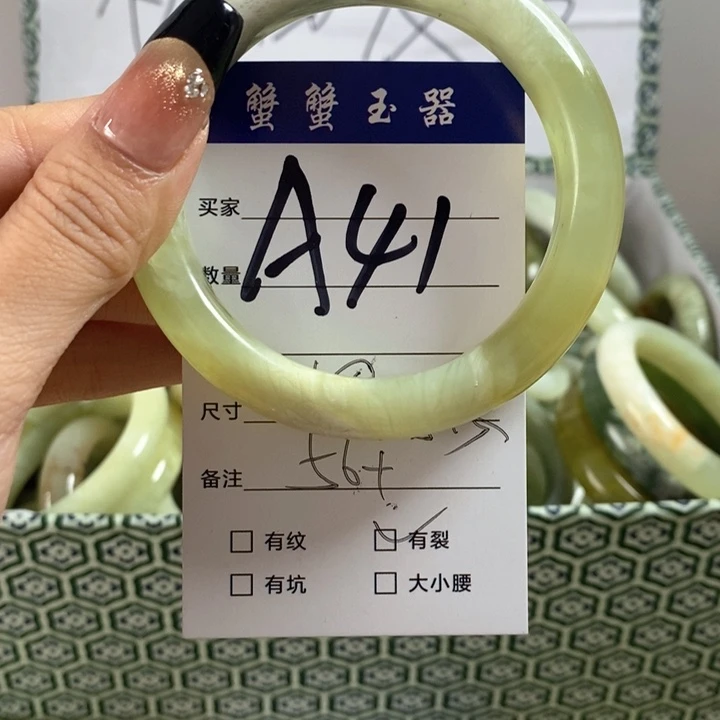 蟹蟹玉器
买家
A41
数量
尺寸
备注 56+
□ 有纹 □ 有裂
□ 有坑 □ 大小腰